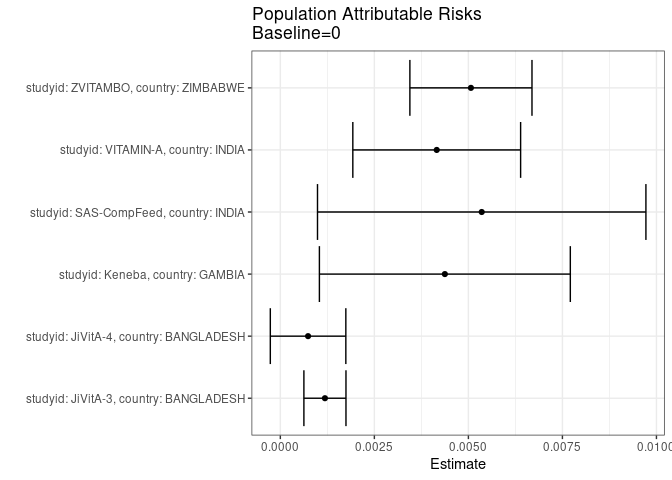 Population Attributable Risks
Baseline=0
studyid: ZVITAMBO, country: ZIMBABWE
studyid: VITAMIN-A, country: INDIA
studyid: SAS-CompFeed, country: INDIA
studyid: Keneba, country: GAMBIA
studyid: JiVitA-4, country: BANGLADESH
studyid: JiVitA-3, country: BANGLADESH
0.0000 0.0025 0.0050 0.0075 0.0100
Estimate